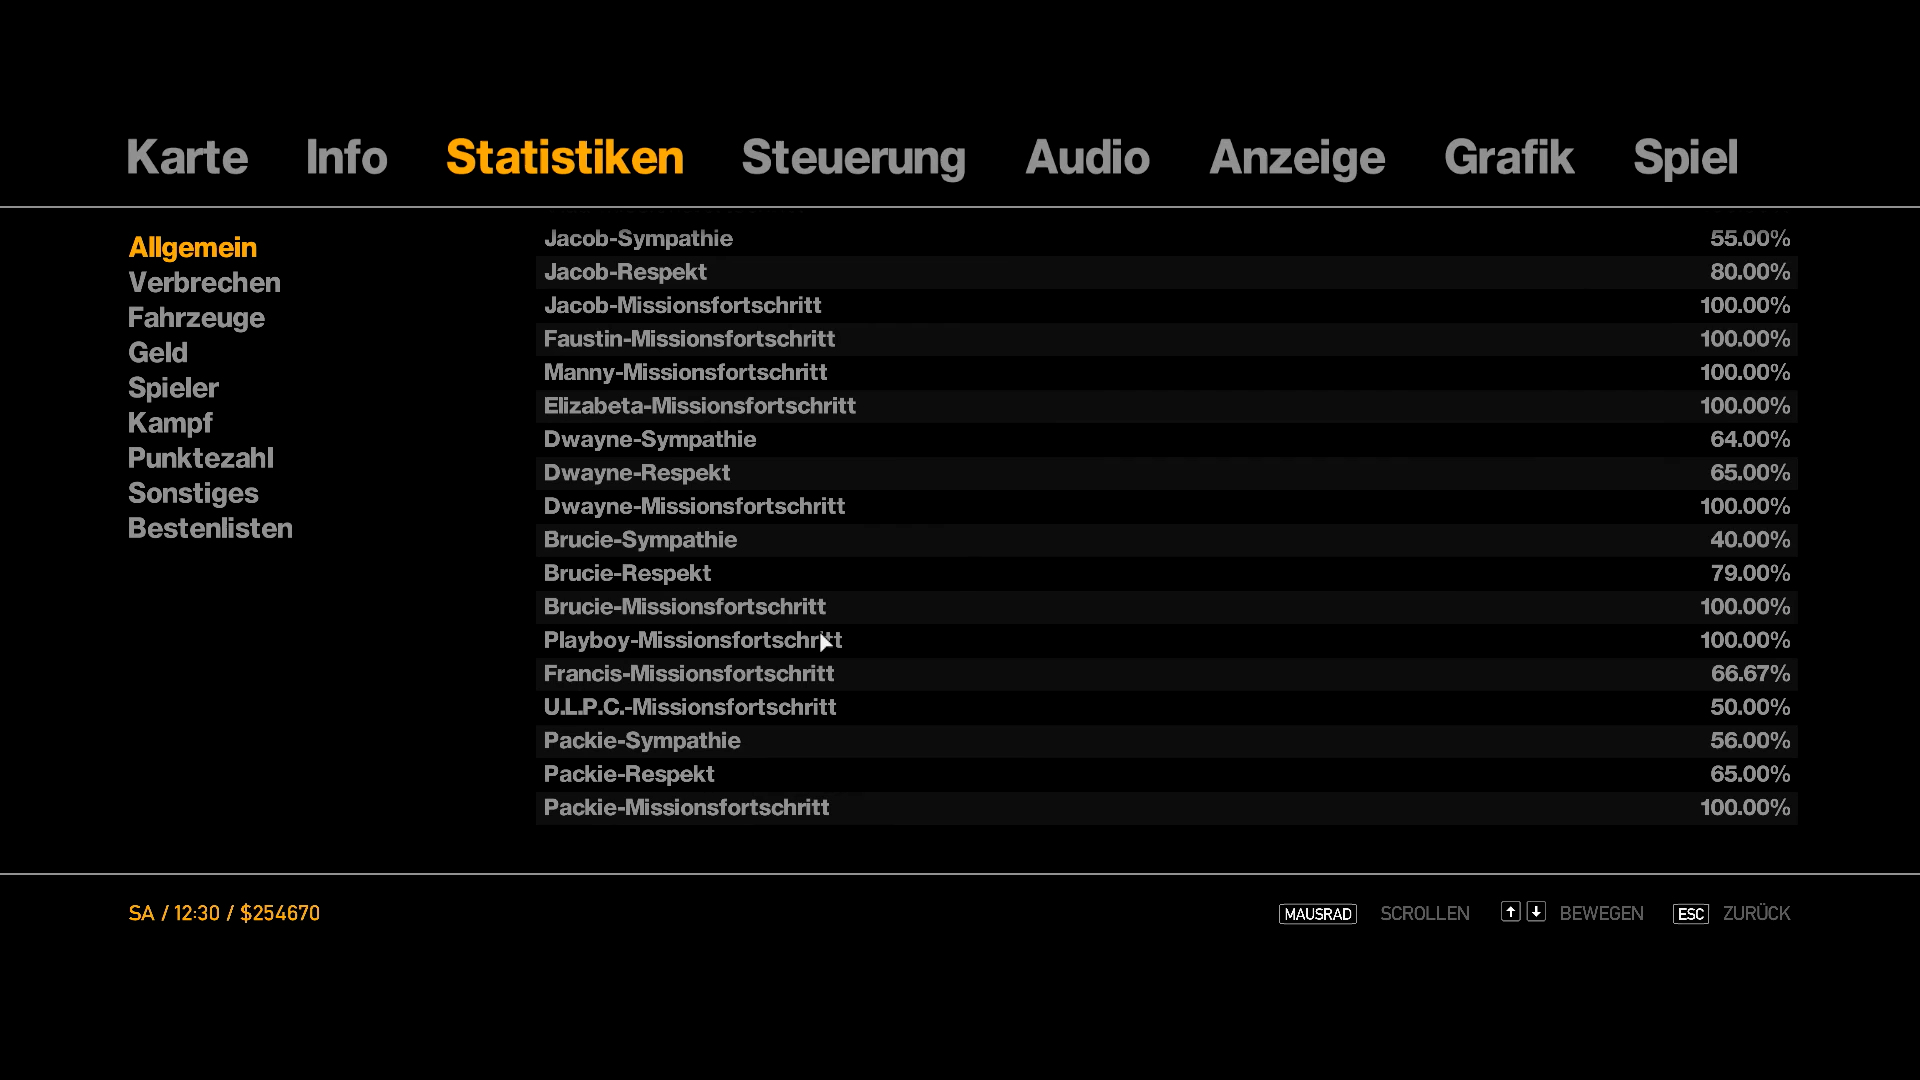 Karte Info Statistiken Steuerung Audio Anzeige Grafik Spiel
Allgemein
Verbrechen
Fahrzeuge
Geld
Spieler
Kampf
Punktezahl
Sonstiges
Bestenlisten
Jacob-Sympathie 55.00%
Jacob-Respekt 80.00%
Jacob-Missionsfortschritt 100.00%
Faustin-Missionsfortschritt 100.00%
Manny-Missionsfortschritt 100.00%
Elizabeta-Missionsfortschritt 100.00%
Dwayne-Sympathie 64.00%
Dwayne-Respekt 65.00%
Dwayne-Missionsfortschritt 100.00%
Brucie-Sympathie 40.00%
Brucie-Respekt 79.00%
Brucie-Missionsfortschritt 100.00%
Playboy-Missionsfortschritt 100.00%
Francis-Missionsfortschritt 66.67%
U.L.P.C.-Missionsfortschritt 50.00%
Packie-Sympathie 56.00%
Packie-Respekt 65.00%
Packie-Missionsfortschritt 100.00%
SA / 12:30 / $254670
MAUSRAD SCROLLEN ↑ ↓ BEWEGEN ESC ZURÜCK